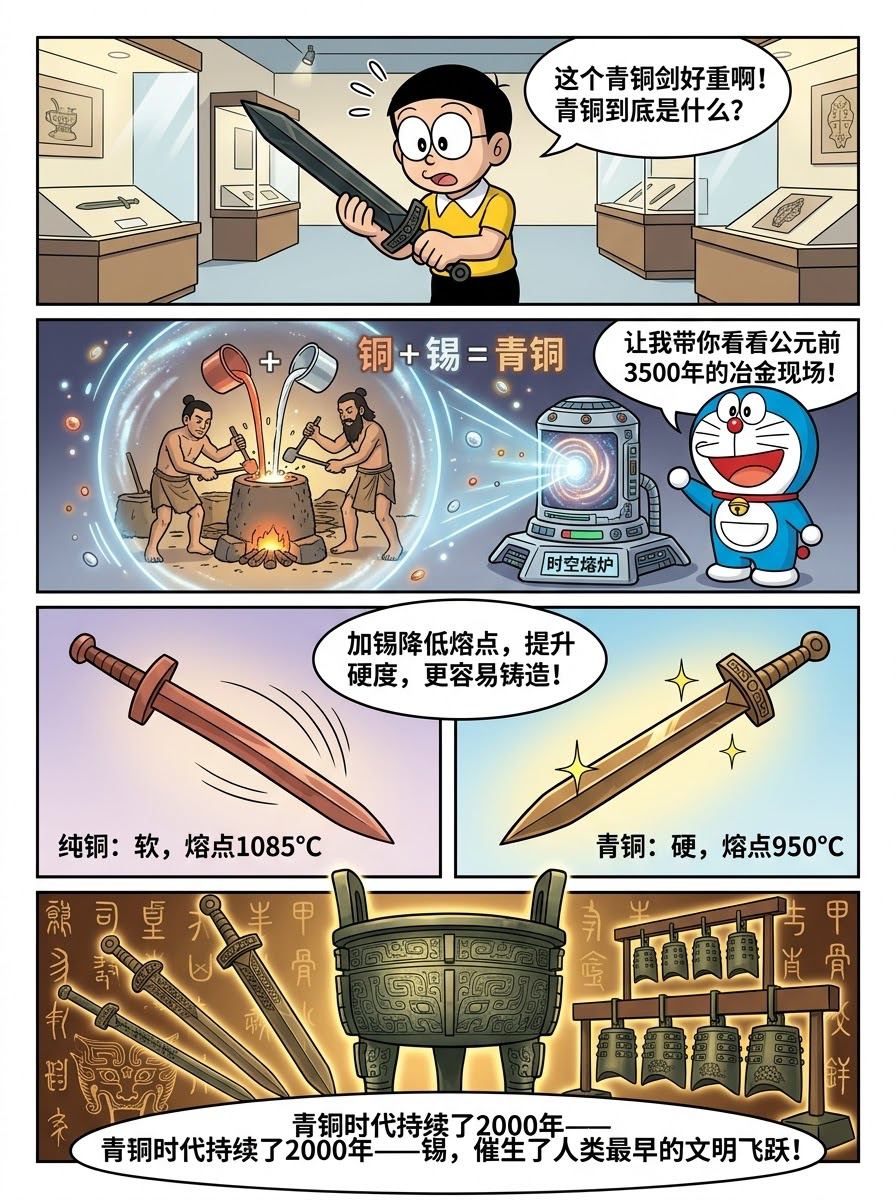 这个青铜剑好重啊！
青铜到底是什么？
+
铜+锡=青铜
让我带你看看公元前
3500年的冶金现场！
时空熔炉
加锡降低熔点，提升
硬度，更容易铸造！
纯铜：软，熔点1085°C
青铜：硬，熔点950°C
青铜时代持续了2000年——
青铜时代持续了2000年——锡，催生了人类最早的文明飞跃！